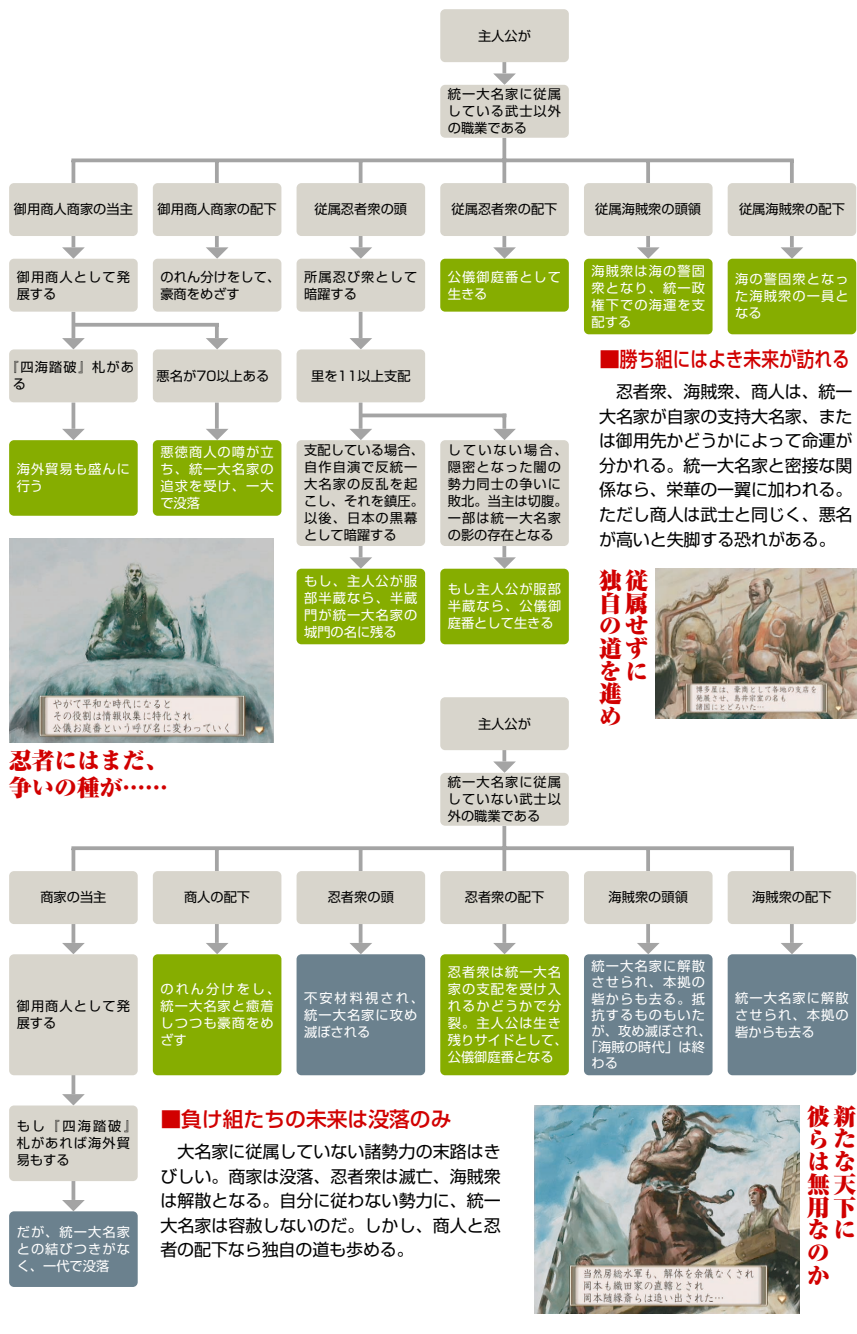 主人公が
統一大名家に従属
している武士以外
の職業である
御用商人商家の当主
御用商人商家の配下
従属忍者衆の頭
従属忍者衆の配下
従属海賊衆の頭領
従属海賊衆の配下
御用商人として発
展する
のれん分けをして、
豪商をめざす
所属忍び衆として
暗躍する
公儀御庭番として
生きる
海賊衆は海の警固
衆となり、統一政
権下での海運を支
配する
海の警固衆となっ
た海賊衆の一員と
なる
『四海踏破』札があ
る
悪名が70以上ある
里を11以上支配
海外貿易も盛んに
行う
悪徳商人の噂が立
ち、統一大名家の
追求を受け、一大
で没落
支配している場合、
自作自演で反統一
大名家の反乱を起
こし、それを鎮圧。
以後、日本の黒幕
として暗躍する
していない場合、
隠密となった闇の
勢力同士の争いに
敗北。当主は切腹。
一部は統一大名家
の影の存在となる
もし、主人公が服
部半蔵なら、半蔵
門が統一大名家の
城門の名に残る
もし主人公が服部
半蔵なら、公儀御
庭番として生きる
■勝ち組にはよき未来が訪れる
忍者衆、海賊衆、商人は、統一
大名家が自家の支持大名家、また
は御用先かどうかによって命運が
分かれる。統一大名家と密接な関
係なら、栄華の一翼に加われる。
ただし商人は武士と同じく、悪名
が高いと失脚する恐れがある。
やがて平和な時代になると
その役割は情報収集に特化され
公儀お庭番という呼び名に変わっていく
忍者にはまだ、
争いの種が……
従属せずに
独自の道を進め
博多屋は、豪商として各地の支店を
発展させ、島井宗室の名も
諸国にとどろいた…
主人公が
統一大名家に従属
していない武士以
外の職業である
商家の当主
商人の配下
忍者衆の頭
忍者衆の配下
海賊衆の頭領
海賊衆の配下
御用商人として発
展する
のれん分けをし、
統一大名家と癒着
しつつも豪商をめ
ざす
不安材料視され、
統一大名家に攻め
滅ぼされる
忍者衆は統一大名
家の支配を受け入
れるかどうかで分
裂。主人公は生き
残りサイドとして、
公儀御庭番となる
統一大名家に解散
させられ、本拠の
砦からも去る。抵
抗するものもいた
が、攻め滅ぼされ、
「海賊の時代」は終
わる
統一大名家に解散
させられ、本拠の
砦からも去る
もし『四海踏破』
札があれば海外貿
易もする
だが、統一大名家
との結びつきがな
く、一代で没落
■負け組たちの未来は没落のみ
大名家に従属していない諸勢力の末路はき
びしい。商家は没落、忍者衆は滅亡、海賊衆
は解散となる。自分に従わない勢力に、統一
大名家は容赦しないのだ。しかし、商人と忍
者の配下なら独自の道も歩める。
当然房総水軍も、解体を余儀なくされ
岡本も織田家の直轄とされ
岡本随縁斎らは追い出された…
新たな天下に
彼らは無用なのか